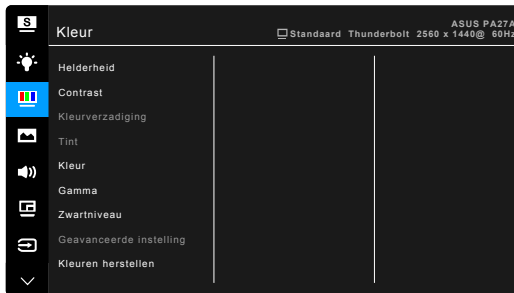 S
Kleur
ASUS PA27A
Standaard Thunderbolt 2560 x 1440@ 60Hz
Helderheid
Contrast
Kleurverzadiging
Tint
Kleur
Gamma
Zwartniveau
Geavanceerde instelling
Kleuren herstellen